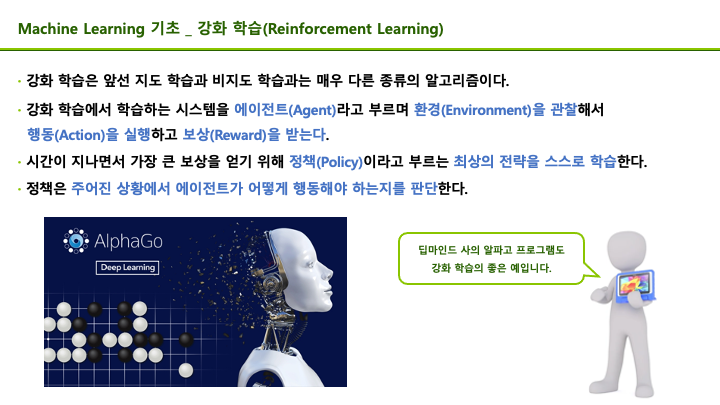 Machine Learning 기초 _ 강화 학습(Reinforcement Learning)
· 강화 학습은 앞선 지도 학습과 비지도 학습과는 매우 다른 종류의 알고리즘이다.
· 강화 학습에서 학습하는 시스템을 에이전트(Agent)라고 부르며 환경(Environment)을 관찰해서
행동(Action)을 실행하고 보상(Reward)을 받는다.
· 시간이 지나면서 가장 큰 보상을 얻기 위해 정책(Policy)이라고 부르는 최상의 전략을 스스로 학습한다.
· 정책은 주어진 상황에서 에이전트가 어떻게 행동해야 하는지를 판단한다.
AlphaGo
Deep Learning
딥마인드 사의 알파고 프로그램도
강화 학습의 좋은 예입니다.